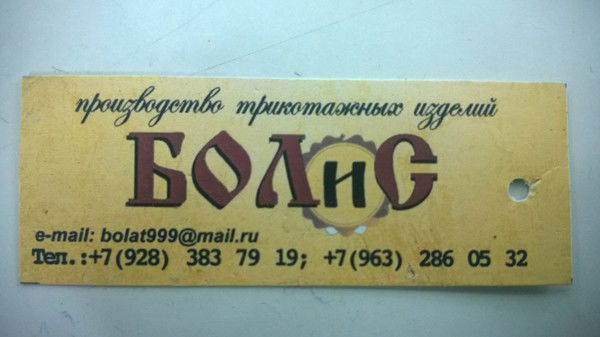 производство трикотажных изделий
БОЛиС
e-mail: bolat999@mail.ru
Тел.:+7(928) 383 79 19; +7(963) 286 05 32